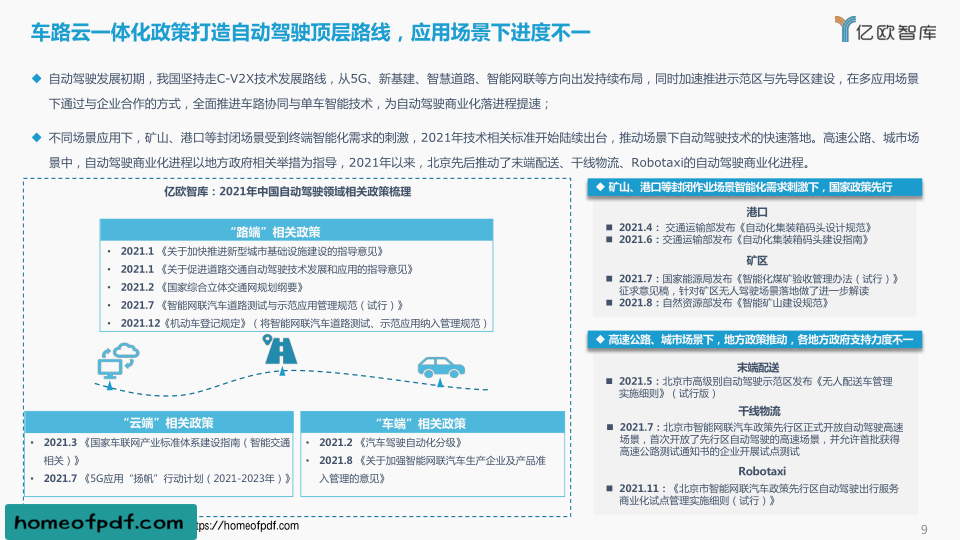 车路云一体化政策打造自动驾驶顶层路线，应用场景下进度不一
亿欧智库
◆ 自动驾驶发展初期，我国坚持走C-V2X技术发展路线，从5G、新基建、智慧道路、智能网联等方向出发持续布局，同时加速推进示范区与先导区建设，在多应用场景
下通过与企业合作的方式，全面推进车路协同与单车智能技术，为自动驾驶商业化落进程提速；
◆ 不同场景应用下，矿山、港口等封闭场景受到终端智能化需求的刺激，2021年技术相关标准开始陆续出台，推动场景下自动驾驶技术的快速落地。高速公路、城市场
景中，自动驾驶商业化进程以地方政府相关举措为指导，2021年以来，北京先后推动了末端配送、干线物流、Robotaxi的自动驾驶商业化进程。
亿欧智库：2021年中国自动驾驶领域相关政策梳理
“路端”相关政策
• 2021.1 《关于加快推进新型城市基础设施建设的指导意见》
• 2021.1 《关于促进道路交通自动驾驶技术发展和应用的指导意见》
• 2021.2 《国家综合立体交通网规划纲要》
• 2021.7 《智能网联汽车道路测试与示范应用管理规范（试行）》
• 2021.12《机动车登记规定》（将智能网联汽车道路测试、示范应用纳入管理规范）
“云端”相关政策
• 2021.3 《国家车联网产业标准体系建设指南（智能交通
相关）》
• 2021.7 《5G应用“扬帆”行动计划（2021-2023年）》
“车端”相关政策
• 2021.2 《汽车驾驶自动化分级》
• 2021.8 《关于加强智能网联汽车生产企业及产品准
入管理的意见》
◆ 矿山、港口等封闭作业场景智能化需求刺激下，国家政策先行
港口
■ 2021.4： 交通运输部发布《自动化集装箱码头设计规范》
■ 2021.6：交通运输部发布《自动化集装箱码头建设指南》
矿区
■ 2021.7：国家能源局发布《智能化煤矿验收管理办法（试行）》
征求意见稿，针对矿区无人驾驶场景落地做了进一步解读
■ 2021.8：自然资源部发布《智能矿山建设规范》
◆ 高速公路、城市场景下，地方政策推动，各地方政府支持力度不一
末端配送
■ 2021.5：北京市高级别自动驾驶示范区发布《无人配送车管理
实施细则》（试行版）
干线物流
■ 2021.7：北京市智能网联汽车政策先行区正式开放自动驾驶高速
场景，首次开放了先行区自动驾驶的高速场景，并允许首批获得
高速公路测试通知书的企业开展试点测试
Robotaxi
■ 2021.11：《北京市智能网联汽车政策先行区自动驾驶出行服务
商业化试点管理实施细则（试行）》
homeofpdf.com
ttps://homeofpdf.com
9